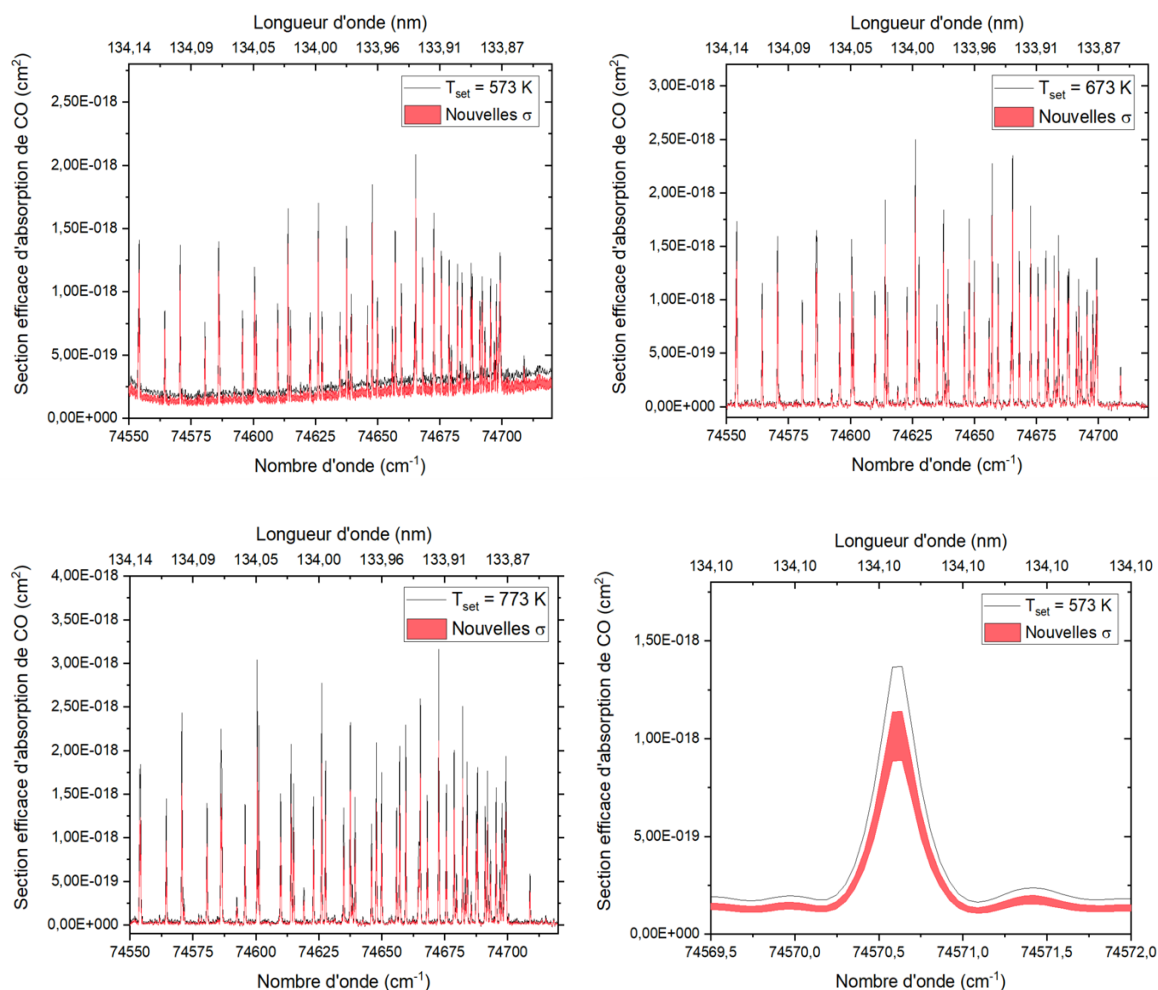 Longueur d'onde (nm)
134,14 134,09 134,05 134,00 133,96 133,91 133,87
Section efficace d'absorption de CO (cm²)
2,50E-018
2,00E-018
1,50E-018
1,00E-018
5,00E-019
0,00E+000
T_set = 573 K
Nouvelles σ
74550 74575 74600 74625 74650 74675 74700
Nombre d'onde (cm⁻¹)
Longueur d'onde (nm)
134,14 134,09 134,05 134,00 133,96 133,91 133,87
Section efficace d'absorption de CO (cm²)
3,00E-018
2,50E-018
2,00E-018
1,50E-018
1,00E-018
5,00E-019
0,00E+000
T_set = 673 K
Nouvelles σ
74550 74575 74600 74625 74650 74675 74700
Nombre d'onde (cm⁻¹)
Longueur d'onde (nm)
134,14 134,09 134,05 134,00 133,96 133,91 133,87
Section efficace d'absorption de CO (cm²)
4,00E-018
3,50E-018
3,00E-018
2,50E-018
2,00E-018
1,50E-018
1,00E-018
5,00E-019
0,00E+000
T_set = 773 K
Nouvelles σ
74550 74575 74600 74625 74650 74675 74700
Nombre d'onde (cm⁻¹)
Longueur d'onde (nm)
134,10 134,10 134,10 134,10 134,10 134,10
Section efficace d'absorption de CO (cm²)
1,50E-018
1,00E-018
5,00E-019
0,00E+000
T_set = 573 K
Nouvelles σ
74569,5 74570,0 74570,5 74571,0 74571,5 74572,0
Nombre d'onde (cm⁻¹)